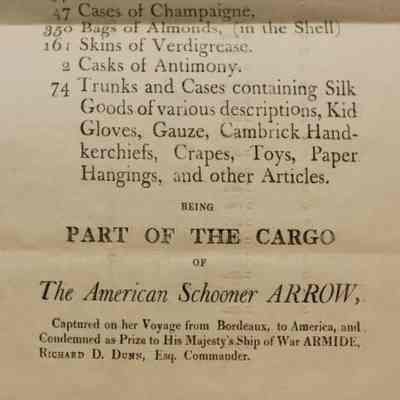 47 Cases of Champaigne,
350 Bags of Almonds, (in the Shell)
161 Skins of Verdigrease.
2 Casks of Antimony.
74 Trunks and Cases containing Silk
Goods of various descriptions, Kid
Gloves, Gauze, Cambrick Hand-
kerchiefs, Crapes, Toys, Paper
Hangings, and other Articles.
BEING
PART OF THE CARGO
OF
The American Schooner ARROW,
Captured on her Voyage from Bordeaux, to America, and
Condemned as Prize to His Majesty's Ship of War ARMIDE,
RICHARD D. DUNN, Esq. Commander.